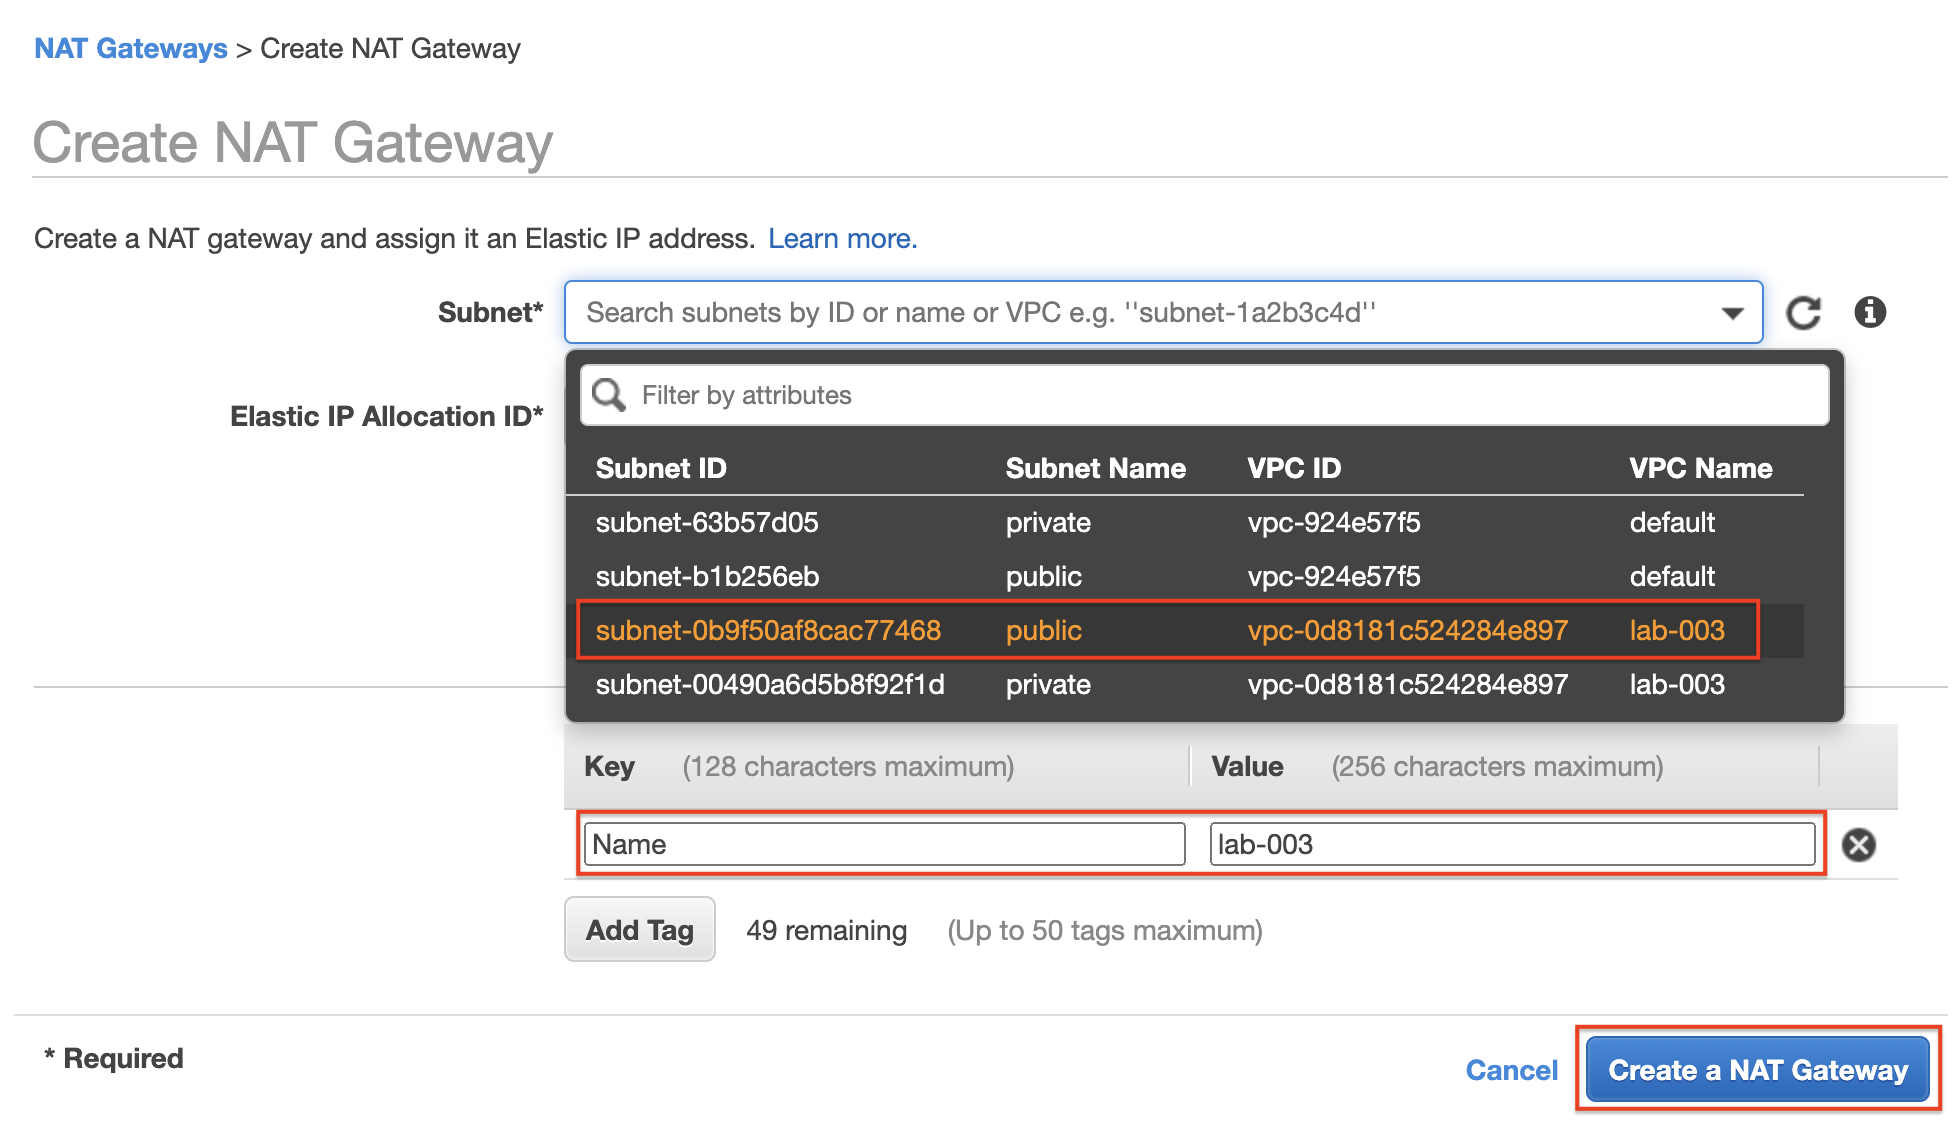 NAT Gateways > Create NAT Gateway
Create NAT Gateway
Create a NAT gateway and assign it an Elastic IP address. Learn more.
Subnet* Search subnets by ID or name or VPC e.g. ''subnet-1a2b3c4d''
Filter by attributes
Elastic IP Allocation ID*
Subnet ID Subnet Name VPC ID VPC Name
subnet-63b57d05 private vpc-924e57f5 default
subnet-b1b256eb public vpc-924e57f5 default
subnet-0b9f50af8cac77468 public vpc-0d8181c524284e897 lab-003
subnet-00490a6d5b8f92f1d private vpc-0d8181c524284e897 lab-003
Key (128 characters maximum) Value (256 characters maximum)
Name lab-003
Add Tag 49 remaining (Up to 50 tags maximum)
* Required
Cancel Create a NAT Gateway